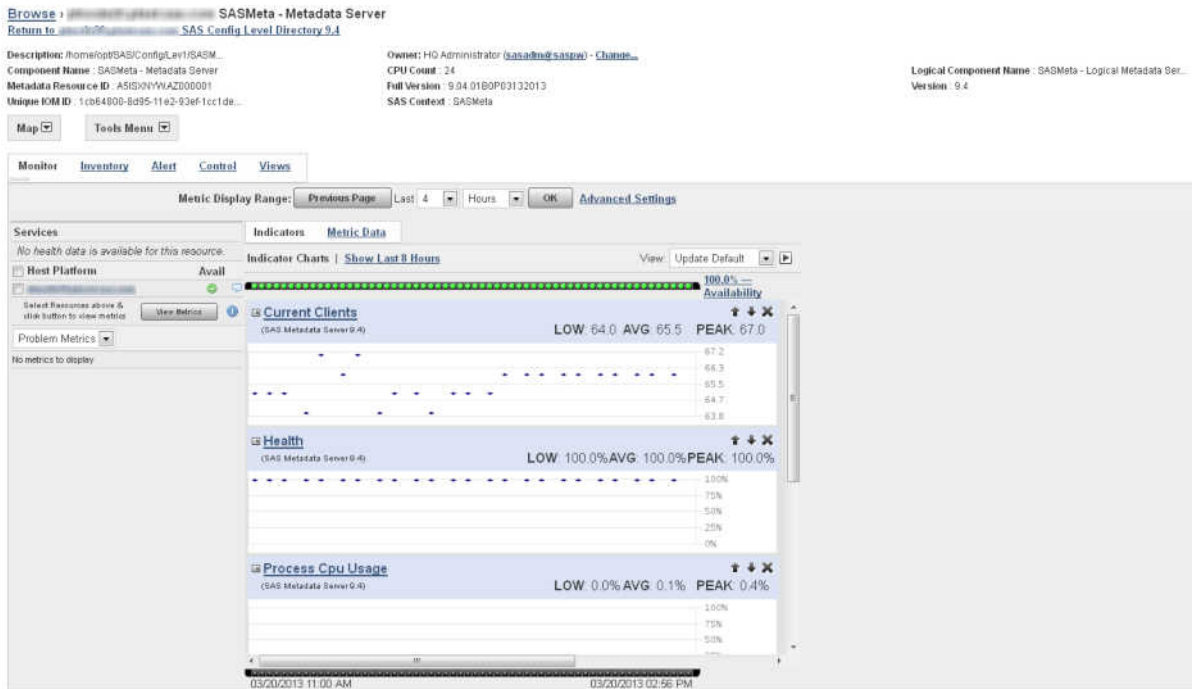 Browse › SASMeta - Metadata Server
Return to SAS Config Level Directory 9.4
Description: /home/opt/SAS/Config/Lev1/SASM...
Owner: HQ Administrator (sasadm@saspw) - Change...
Component Name : SASMeta - Metadata Server
CPU Count : 24
Logical Component Name : SASMeta - Logical Metadata Ser...
Metadata Resource ID : A5ISXNYW.AZ000001
Full Version : 9.04.01B0P03132013
Version : 9.4
Unique IOM ID : 1cb64800-8d95-11e2-93ef-1cc1de...
SAS Context : SASMeta
Map
Tools Menu
Monitor Inventory Alert Control Views
Metric Display Range: Previous Page Last 4 Hours OK Advanced Settings
Services
No health data is available for this resource.
Host Platform Avail
Select Resources above &
click button to view metrics
View Metrics
Problem Metrics
No metrics to display
Indicators Metric Data
Indicator Charts | Show Last 8 Hours
View: Update Default
100.0% —
Availability
Current Clients
(SAS Metadata Server 9.4)
LOW: 64.0 AVG: 65.5 PEAK: 67.0
67.2
66.3
65.5
64.7
63.8
Health
(SAS Metadata Server 9.4)
LOW: 100.0% AVG: 100.0% PEAK: 100.0%
100%
75%
50%
25%
0%
Process Cpu Usage
(SAS Metadata Server 9.4)
LOW: 0.0% AVG: 0.1% PEAK: 0.4%
100%
75%
50%
03/20/2013 11:00 AM
03/20/2013 02:56 PM